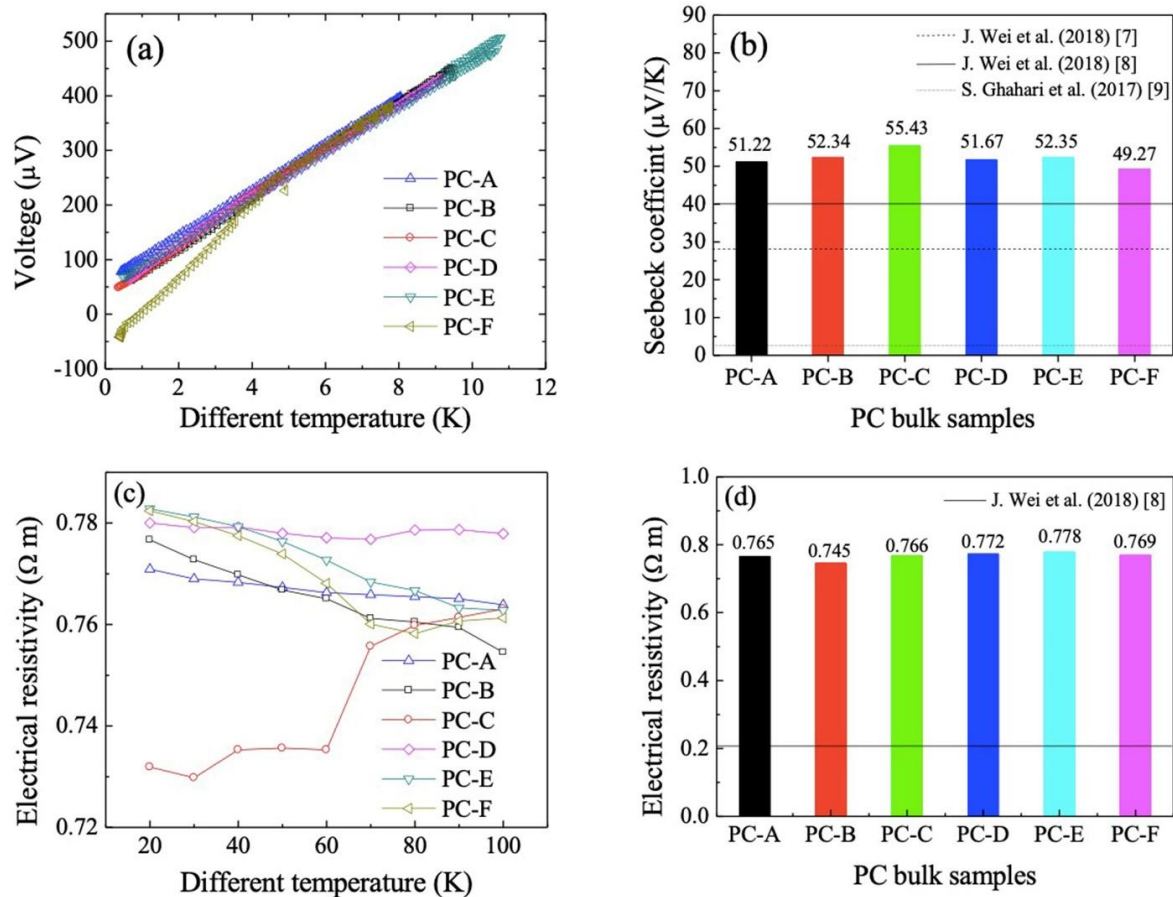 (a)
500
400
300
200
100
0
-100
Voltege (μV)
PC-A
PC-B
PC-C
PC-D
PC-E
PC-F
0 2 4 6 8 10 12
Different temperature (K)
(b)
90
80
70
60
50
40
30
20
10
0
Seebeck coefficint (μV/K)
J. Wei et al. (2018) [7]
J. Wei et al. (2018) [8]
S. Ghahari et al. (2017) [9]
51.22 52.34 55.43 51.67 52.35 49.27
PC-A PC-B PC-C PC-D PC-E PC-F
PC bulk samples
(c)
0.78
0.76
0.74
0.72
Electrical resistivity (Ω m)
PC-A
PC-B
PC-C
PC-D
PC-E
PC-F
20 40 60 80 100
Different temperature (K)
(d)
1.0
0.8
0.6
0.4
0.2
0.0
Electrical resistivity (Ω m)
J. Wei et al. (2018) [8]
0.765 0.745 0.766 0.772 0.778 0.769
PC-A PC-B PC-C PC-D PC-E PC-F
PC bulk samples